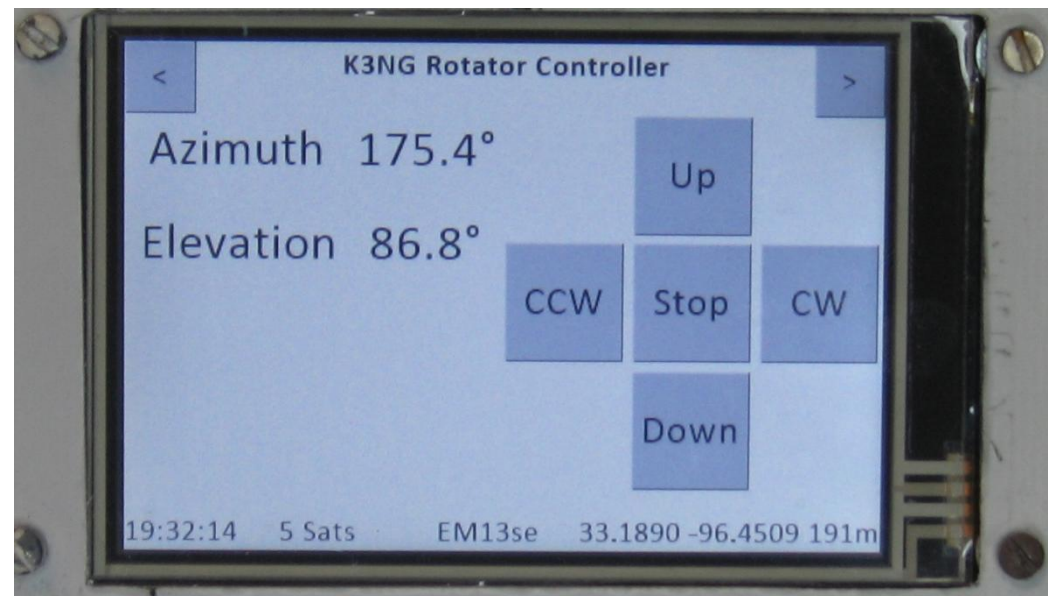 < K3NG Rotator Controller >
Azimuth 175.4°
Up
Elevation 86.8°
CCW Stop CW
Down
19:32:14 5 Sats EM13se 33.1890 -96.4509 191m